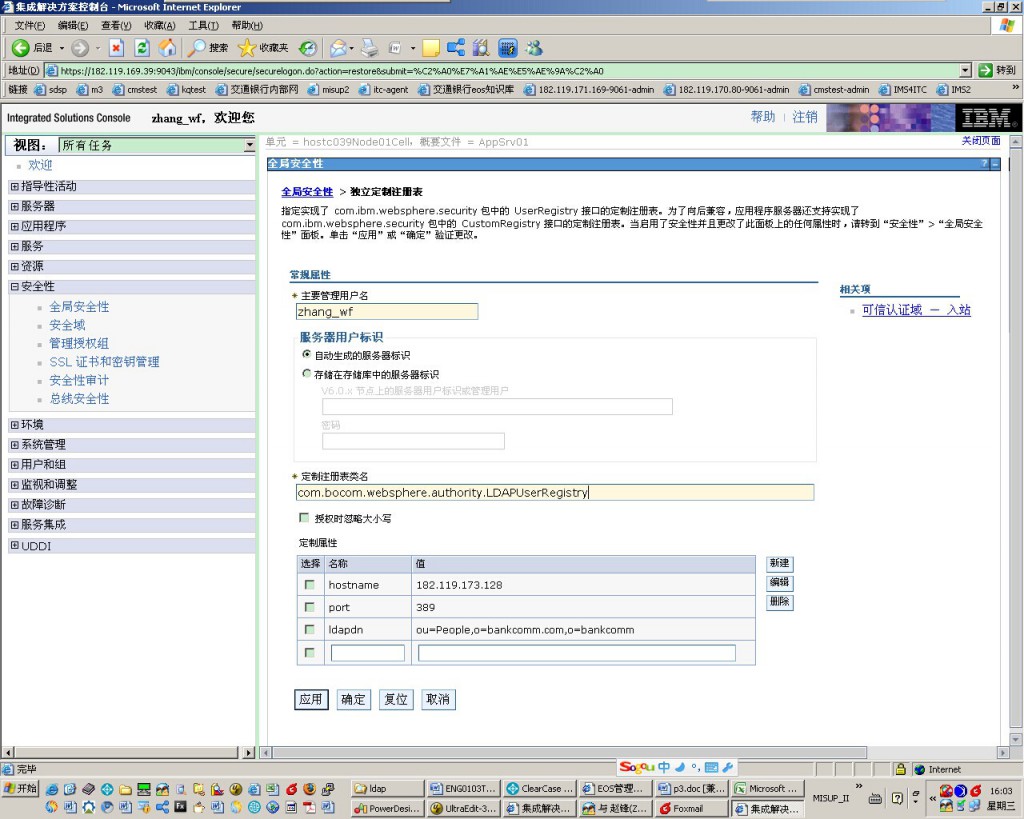 集成解决方案控制台 - Microsoft Internet Explorer
文件(F) 编辑(E) 查看(V) 收藏(A) 工具(T) 帮助(H)
后退 搜索 收藏夹
地址(D) https://182.119.169.39:9043/ibm/console/secure/securelogon.do?action=restore&submit=%C2%A0%E7%A1%AE%E5%AE%9A%C2%A0 转到
链接 sdsp m3 cmstest kqtest 交通银行内部网 misup2 itc-agent 交通银行eos知识库 182.119.171.169-9061-admin 182.119.170.80-9061-admin cmstest-admin IMS4ITC IMS2 »
Integrated Solutions Console zhang_wf，欢迎您 帮助 | 注销 IBM.
视图： 所有任务
欢迎
指导性活动
服务器
应用程序
服务
资源
安全性
全局安全性
安全域
管理授权组
SSL 证书和密钥管理
安全性审计
总线安全性
环境
系统管理
用户和组
监视和调整
故障诊断
服务集成
UDDI
单元 = hostc039Node01Cell，概要文件 = AppSrv01 关闭页面
全局安全性 ? -
全局安全性 > 独立定制注册表
指定实现了 com.ibm.websphere.security 包中的 UserRegistry 接口的定制注册表。为了向后兼容，应用程序服务器还支持实现了
com.ibm.websphere.security 包中的 CustomRegistry 接口的定制注册表。当启用了安全性并且更改了此面板上的任何属性时，请转到“安全性”>“全局安全
性”面板。单击“应用”或“确定”验证更改。
常规属性
* 主要管理用户名
zhang_wf
服务器用户标识
自动生成的服务器标识
存储在存储库中的服务器标识
V6.0.x 节点上的服务器用户标识或管理用户
密码
* 定制注册表类名
com.bocom.websphere.authority.LDAPUserRegistry
授权时忽略大小写
定制属性
选择 名称 值
hostname 182.119.173.128
port 389
ldapdn ou=People,o=bankcomm.com,o=bankcomm
新建
编辑
删除
应用 确定 复位 取消
相关项
可信认证域 － 入站
完毕 Sogou 中 Internet
开始 ldap ENG0103T... ClearCase ... EOS管理... p3.doc [兼... Microsoft ... MISUP_II » « 16:03
PowerDesi... UltraEdit-3... 集成解决... 与 赵锋(Z... Foxmail 集成解决... 星期三